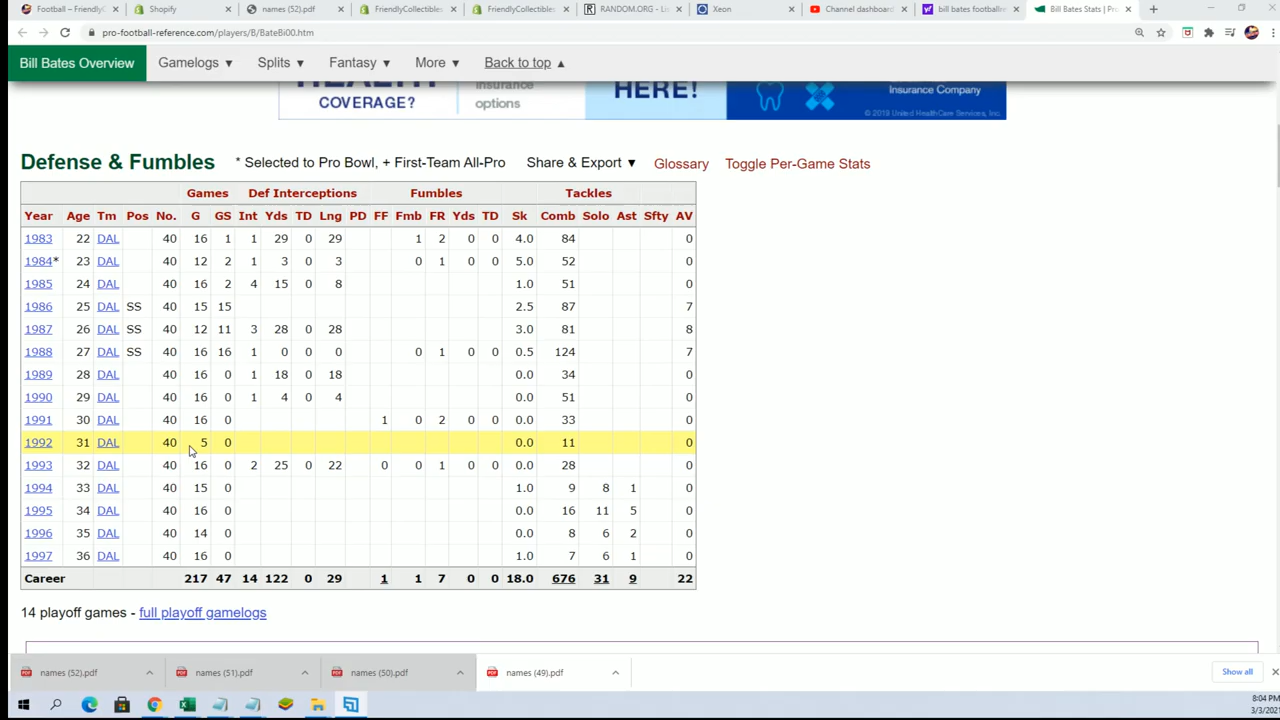 Football – FriendlyC
Shopify
names (52).pdf
FriendlyCollectibles
FriendlyCollectibles
RANDOM.ORG - Li
Xeon
Channel dashboard
bill bates footballn
Bill Bates Stats | Pro
pro-football-reference.com/players/B/BateBi00.htm
Bill Bates Overview Gamelogs ▼ Splits ▼ Fantasy ▼ More ▼ Back to top ▲
COVERAGE?
insurance
options
HERE!
Insurance Company
© 2019 United HealthCare Services, Inc.
Defense & Fumbles * Selected to Pro Bowl, + First-Team All-Pro Share & Export ▼ Glossary Toggle Per-Game Stats
Games Def Interceptions Fumbles Tackles
Year Age Tm Pos No. G GS Int Yds TD Lng PD FF Fmb FR Yds TD Sk Comb Solo Ast Sfty AV
1983 22 DAL 40 16 1 1 29 0 29 1 2 0 0 4.0 84 0
1984* 23 DAL 40 12 2 1 3 0 3 0 1 0 0 5.0 52 0
1985 24 DAL 40 16 2 4 15 0 8 1.0 51 0
1986 25 DAL SS 40 15 15 2.5 87 7
1987 26 DAL SS 40 12 11 3 28 0 28 3.0 81 8
1988 27 DAL SS 40 16 16 1 0 0 0 0 1 0 0 0.5 124 7
1989 28 DAL 40 16 0 1 18 0 18 0.0 34 0
1990 29 DAL 40 16 0 1 4 0 4 0.0 51 0
1991 30 DAL 40 16 0 1 0 2 0 0 0.0 33 0
1992 31 DAL 40 5 0 0.0 11 0
1993 32 DAL 40 16 0 2 25 0 22 0 0 1 0 0 0.0 28 0
1994 33 DAL 40 15 0 1.0 9 8 1 0
1995 34 DAL 40 16 0 0.0 16 11 5 0
1996 35 DAL 40 14 0 0.0 8 6 2 0
1997 36 DAL 40 16 0 1.0 7 6 1 0
Career 217 47 14 122 0 29 1 1 7 0 0 18.0 676 31 9 22
14 playoff games - full playoff gamelogs
names (52).pdf names (51).pdf names (50).pdf names (49).pdf Show all
8:04 PM